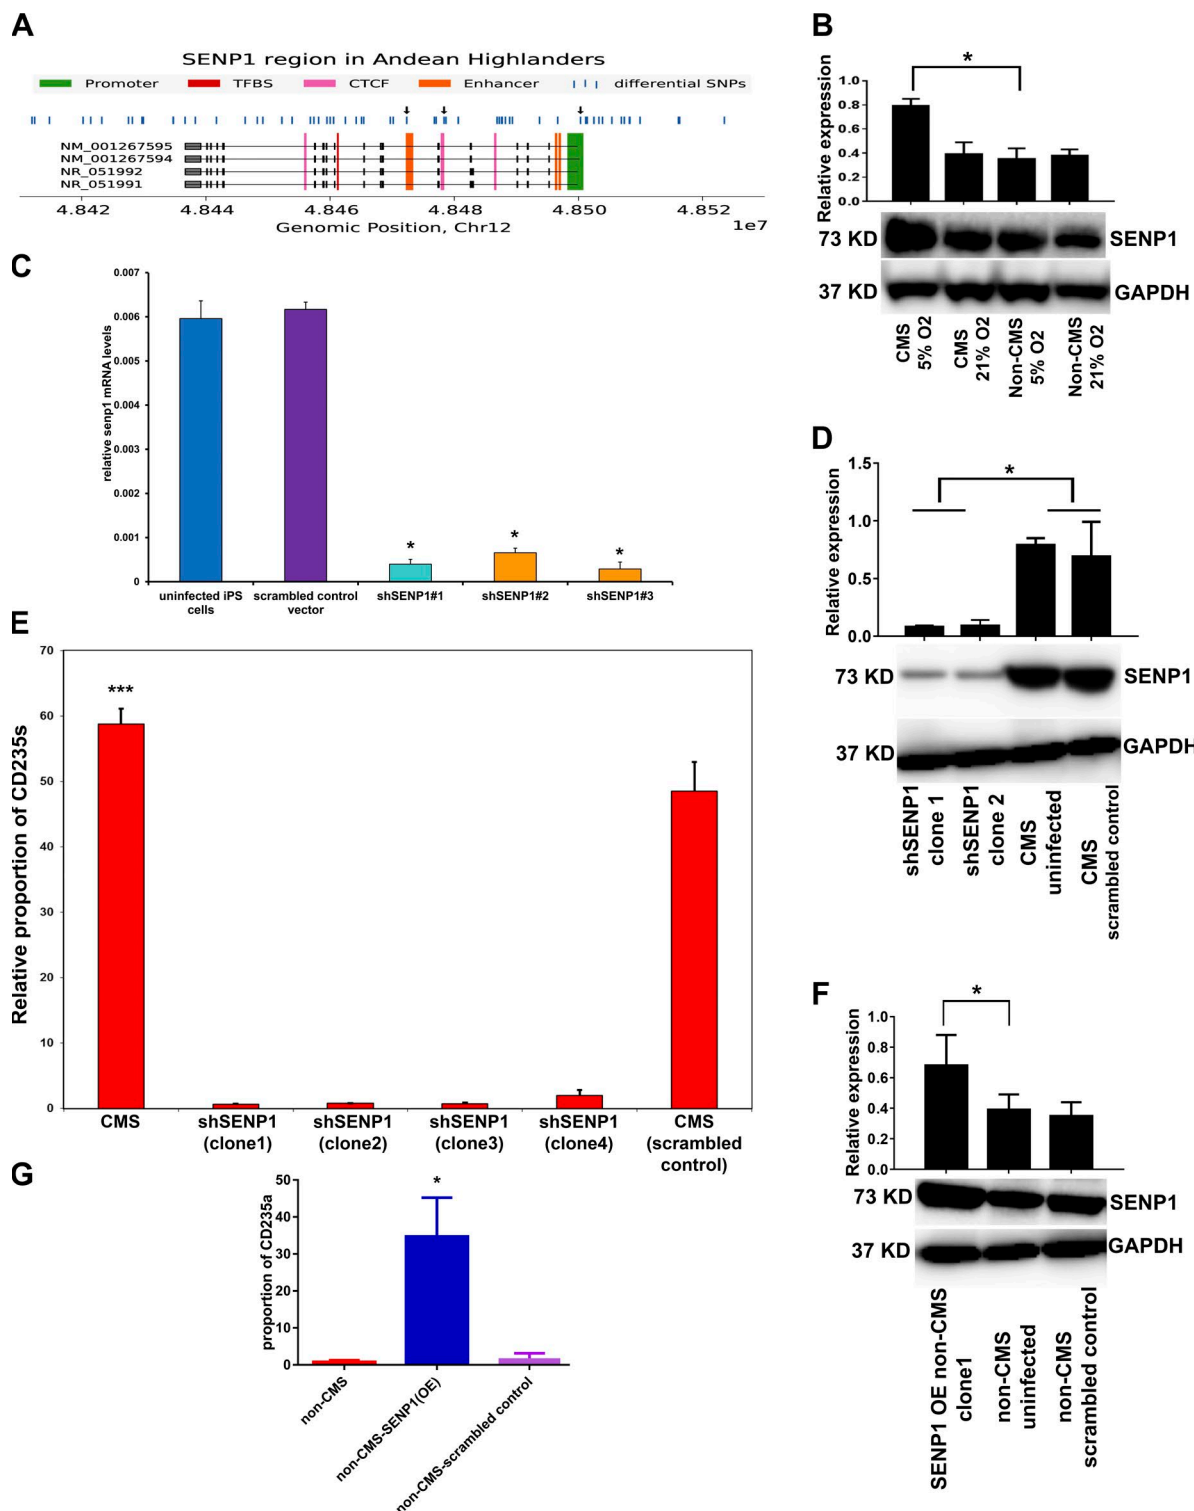 A
SENP1 region in Andean Highlanders
Promoter TFBS CTCF Enhancer differential SNPs
NM_001267595
NM_001267594
NR_051992
NR_051991
4.842 4.844 4.846 4.848 4.850 4.852
Genomic Position, Chr12
1e7
B
Relative expression
0.8
0.6
0.4
0.2
0.0
*
73 KD SENP1
37 KD GAPDH
CMS 5% O2
CMS 21% O2
Non-CMS 5% O2
Non-CMS 21% O2
C
relative senp1 mRNA levels
0.007
0.006
0.005
0.004
0.003
0.002
0.001
0
*
*
*
uninfected iPS cells
scrambled control vector
shSENP1#1
shSENP1#2
shSENP1#3
D
Relative expression
1.5
1.0
0.5
0.0
*
73 KD SENP1
37 KD GAPDH
shSENP1 clone 1
shSENP1 clone 2
CMS uninfected
CMS scrambled control
E
Relative proportion of CD235s
70
60
50
40
30
20
10
0
***
CMS
shSENP1 (clone1)
shSENP1 (clone2)
shSENP1 (clone3)
shSENP1 (clone4)
CMS (scrambled control)
F
Relative expression
1.0
0.8
0.6
0.4
0.2
0.0
*
73 KD SENP1
37 KD GAPDH
SENP1 OE non-CMS clone1
non-CMS uninfected
non-CMS scrambled control
G
proportion of CD235a
50
40
30
20
10
0
*
non-CMS
non-CMS-SENP1(OE)
non-CMS-scrambled control